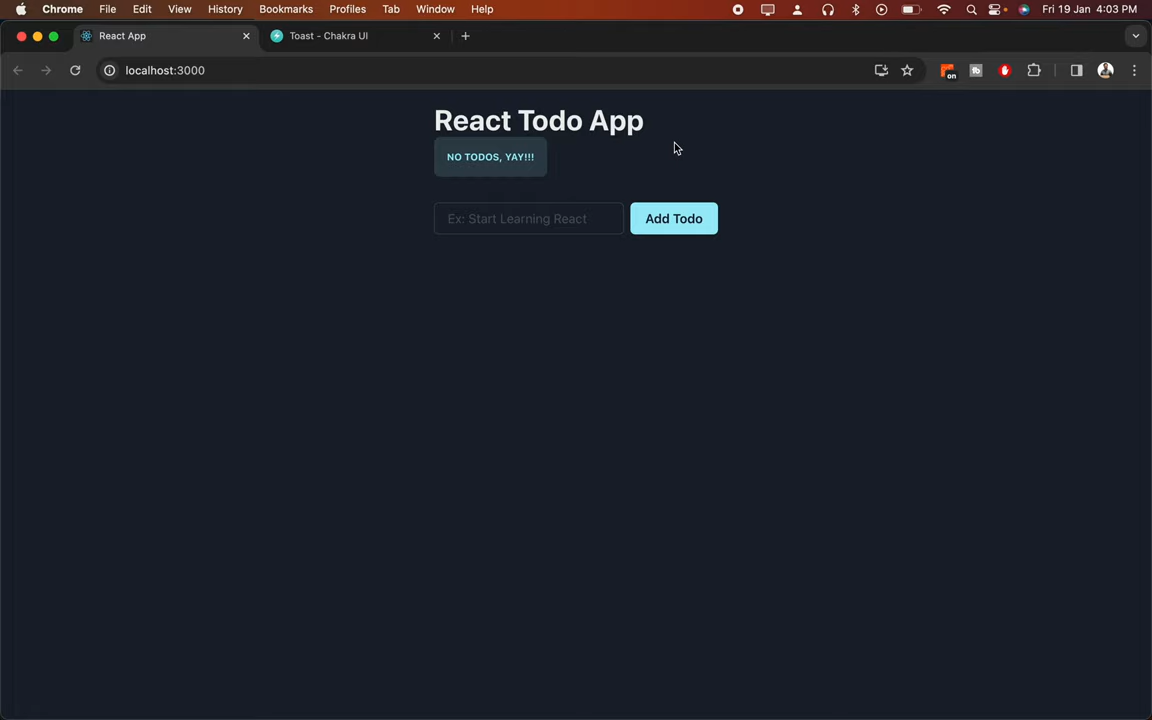 Chrome File Edit View History Bookmarks Profiles Tab Window Help Fri 19 Jan 4:03 PM
React App Toast - Chakra UI
localhost:3000 on
React Todo App
NO TODOS, YAY!!!
Ex: Start Learning React Add Todo